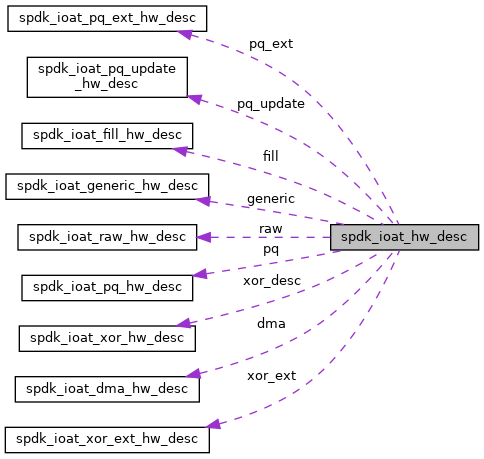 spdk_ioat_pq_ext_hw_desc
pq_ext
spdk_ioat_pq_update
_hw_desc
pq_update
spdk_ioat_fill_hw_desc
fill
spdk_ioat_generic_hw_desc
generic
spdk_ioat_raw_hw_desc
raw
spdk_ioat_hw_desc
pq
spdk_ioat_pq_hw_desc
xor_desc
spdk_ioat_xor_hw_desc
dma
spdk_ioat_dma_hw_desc
xor_ext
spdk_ioat_xor_ext_hw_desc